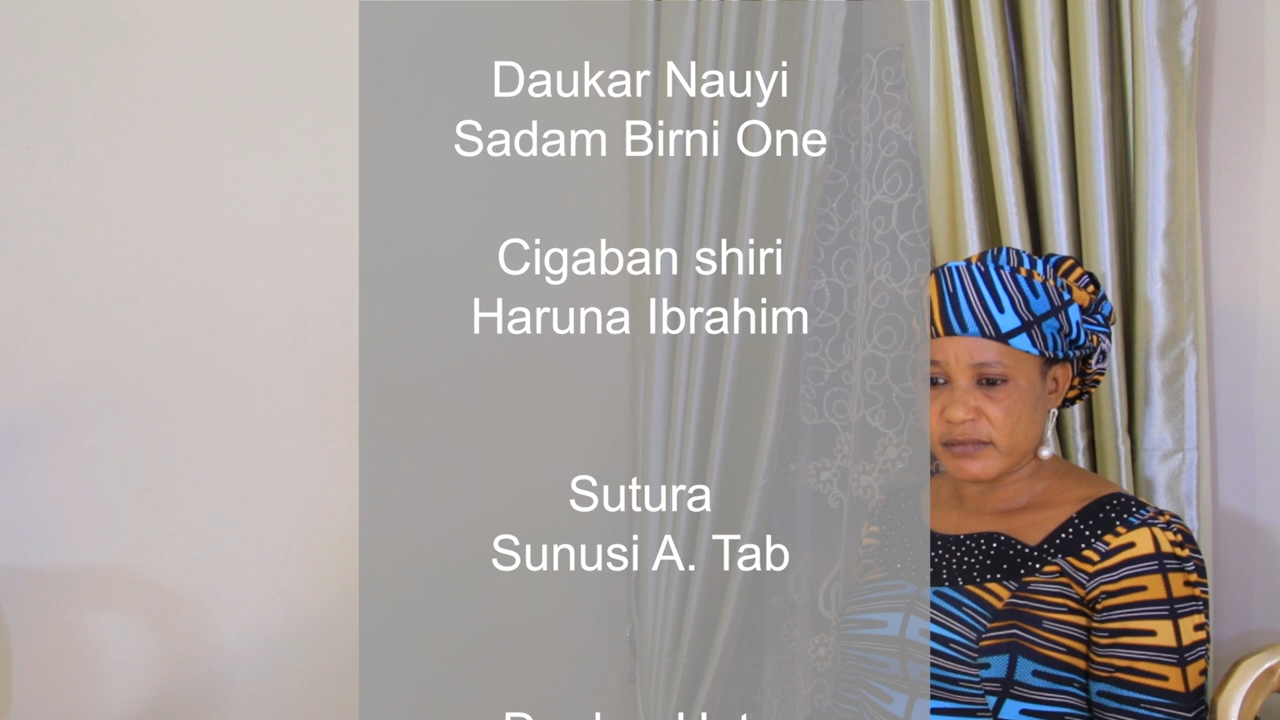 Daukar Nauyi
Sadam Birni One
Cigaban shiri
Haruna Ibrahim
Sutura
Sunusi A. Tab